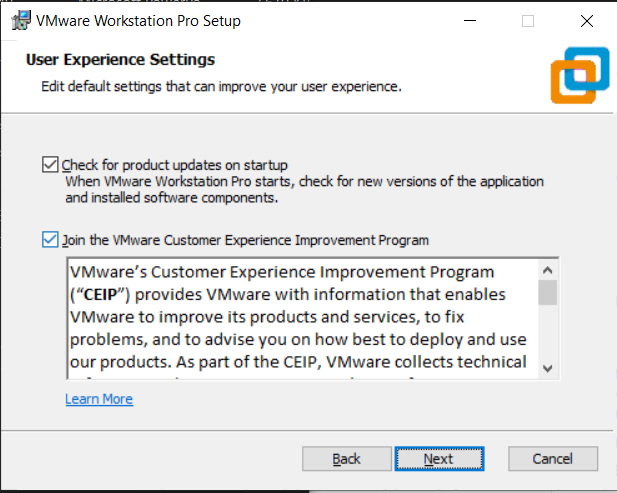 VMware Workstation Pro Setup
User Experience Settings
Edit default settings that can improve your user experience.
Check for product updates on startup
When VMware Workstation Pro starts, check for new versions of the application
and installed software components.
Join the VMware Customer Experience Improvement Program
VMware's Customer Experience Improvement Program
("CEIP") provides VMware with information that enables
VMware to improve its products and services, to fix
problems, and to advise you on how best to deploy and use
our products. As part of the CEIP, VMware collects technical
Learn More
Back
Next
Cancel